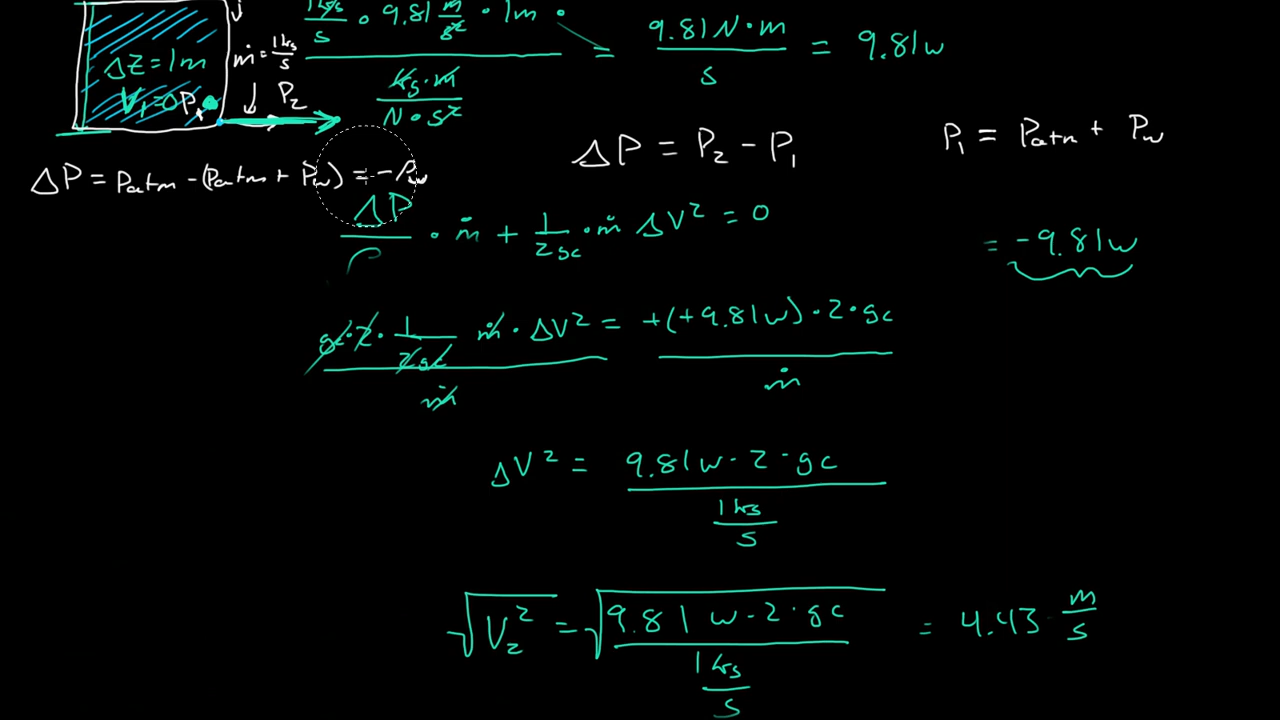 1kg/s · 9.81 m/s² · 1m · / (kg·m/N·s²) = 9.81 N·m / s = 9.81 w
ΔZ = 1m
ṁ = 1kg/s
V₁=0 P₁
P₂
ΔP = P₂ - P₁
P₁ = Patm + Pw
ΔP = Patm - (Patm + Pw) = - Pw
ΔP/ρ · ṁ + 1/2gc · ṁ ΔV² = 0
= -9.81w
gc · 2 · 1/2gc ṁ · ΔV² / ṁ = +(+9.81w) · 2 · gc / ṁ
ΔV² = 9.81w · 2 · gc / (1kg/s)
√V₂² = √(9.81 w · 2 · gc / (1kg/s)) = 4.43 m/s